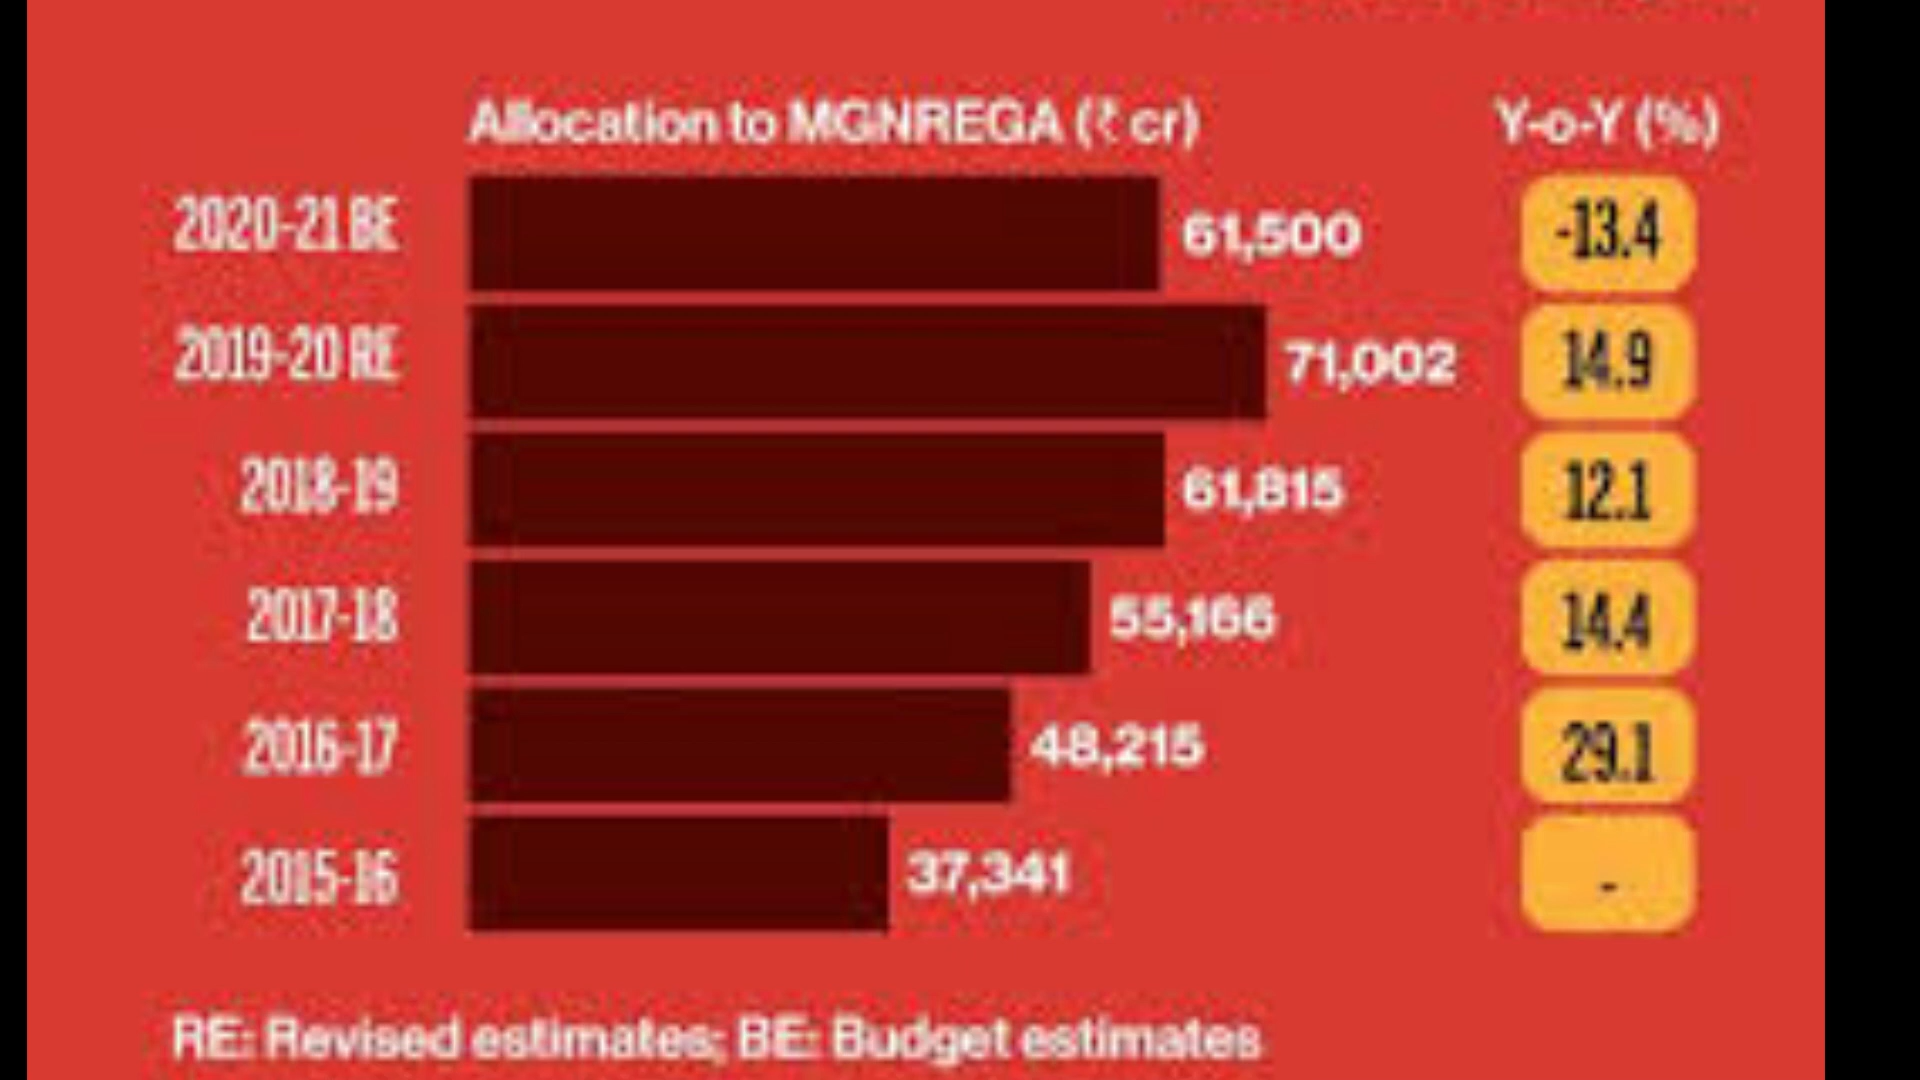 Allocation to MGNREGA (₹ cr) Y-o-Y (%)
2020-21 BE 61,500 -13.4
2019-20 RE 71,002 14.9
2018-19 61,815 12.1
2017-18 55,166 14.4
2016-17 48,215 29.1
2015-16 37,341 -
RE: Revised estimates; BE: Budget estimates